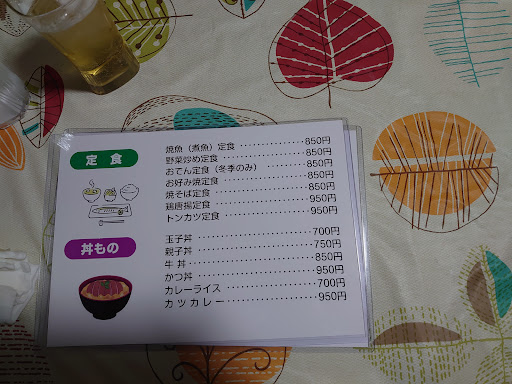 定 食
焼魚（煮魚）定食 ･････････････････850円
野菜炒め定食 ･････････････････850円
おでん定食（冬季のみ） ･････････850円
お好み焼定食 ･････････････････850円
焼そば定食 ･････････････････850円
鶏唐揚定食 ･････････････････950円
トンカツ定食 ･････････････････950円
丼もの
玉子丼 ･････････････････700円
親子丼 ･････････････････750円
牛 丼 ･････････････････850円
かつ丼 ･････････････････950円
カレーライス ･････････････････700円
カツカレー ･････････････････950円